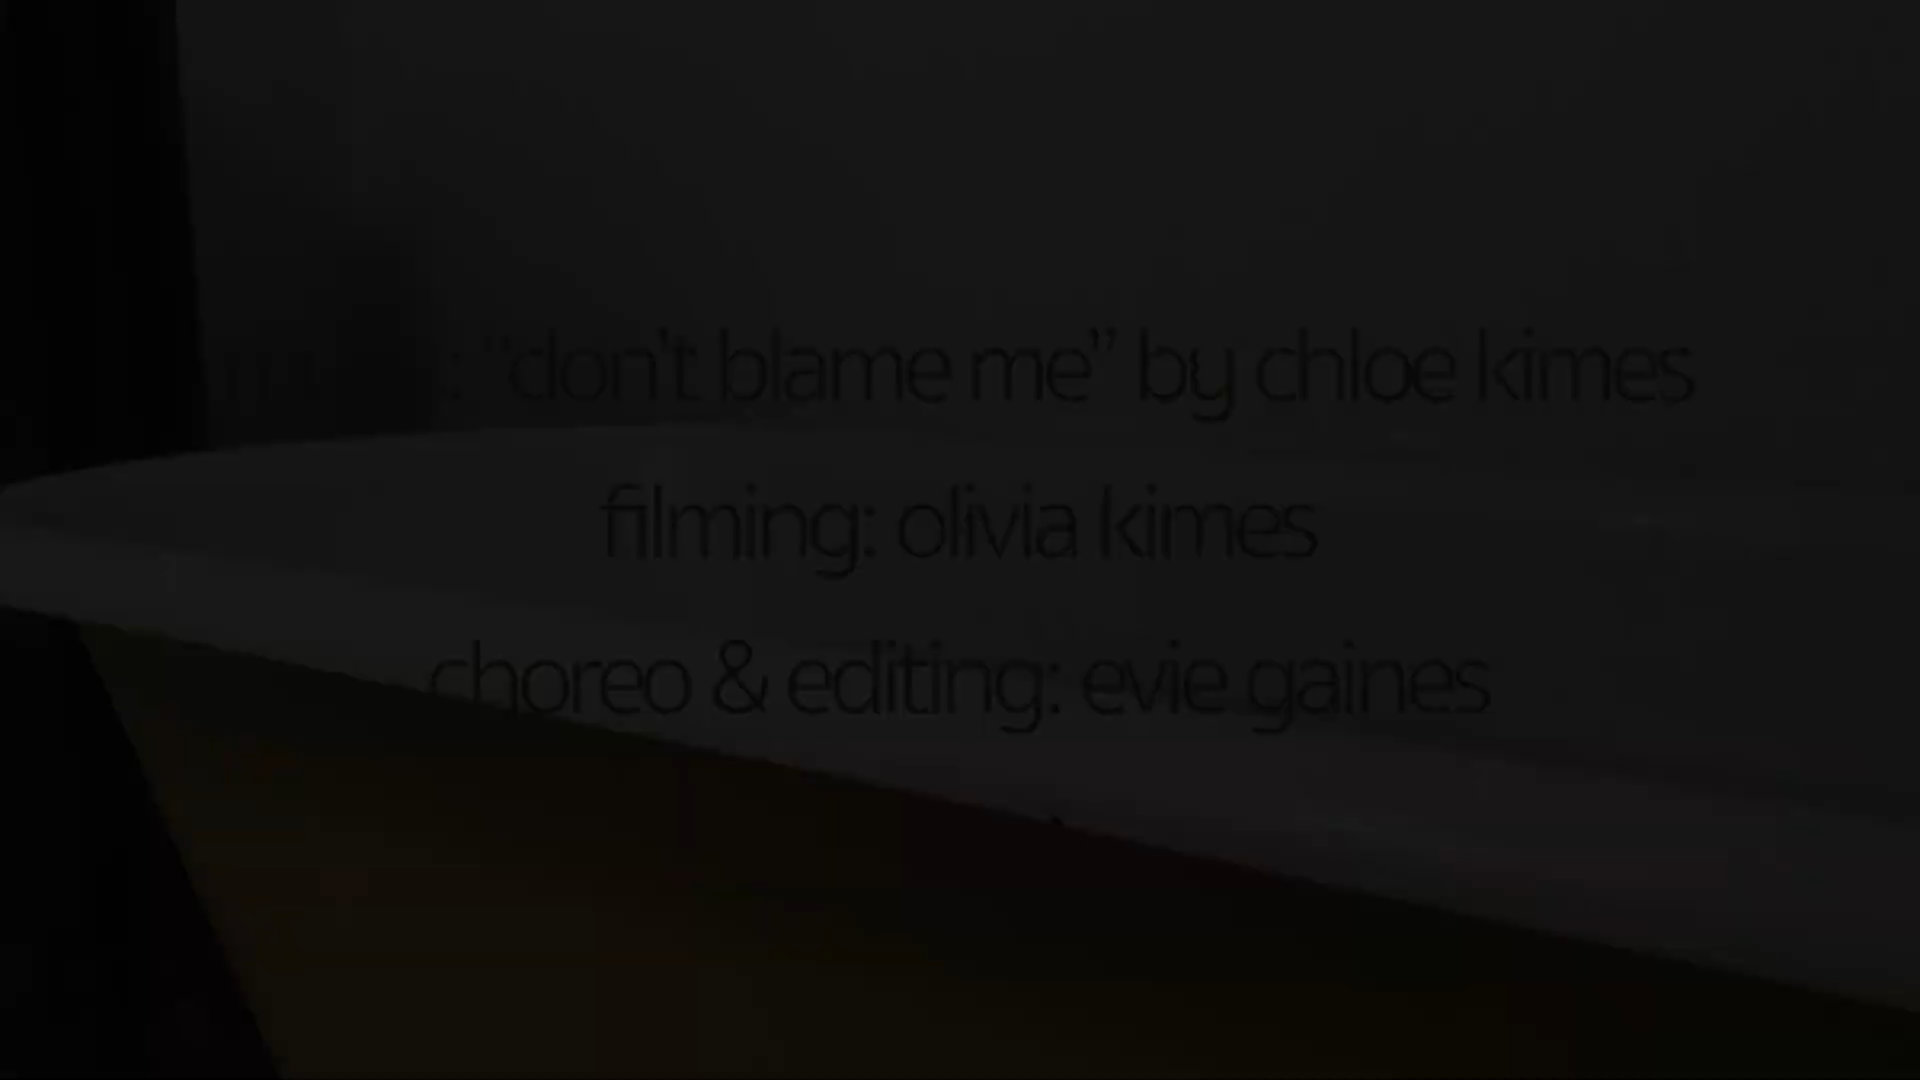 : "don't blame me" by chloe kimes
filming: olivia kimes
choreo & editing: evie gaines